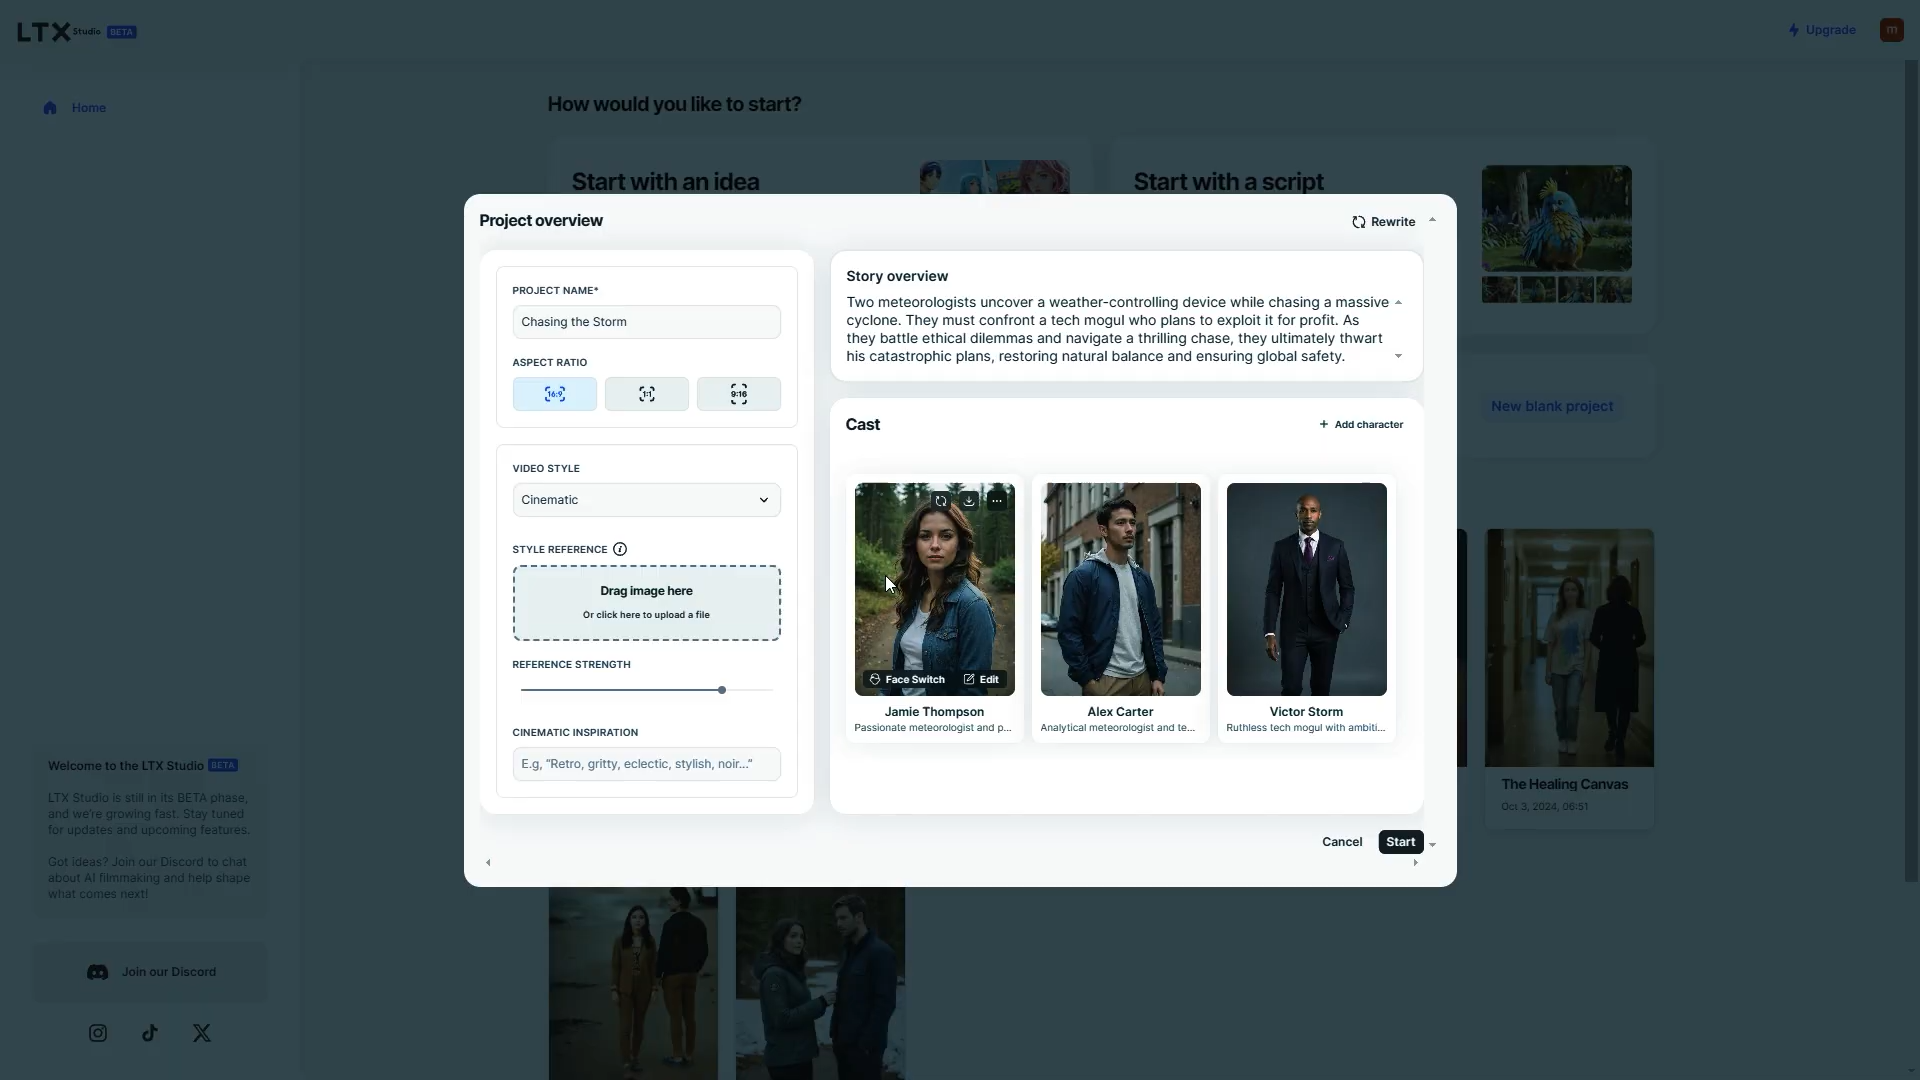 LTX Studio BETA
Upgrade
m
Home
How would you like to start?
Start with an idea
Start with a script
Project overview
Rewrite
PROJECT NAME*
Chasing the Storm
ASPECT RATIO
16:9
1:1
9:16
VIDEO STYLE
Cinematic
STYLE REFERENCE i
Drag image here
Or click here to upload a file
REFERENCE STRENGTH
CINEMATIC INSPIRATION
E.g, "Retro, gritty, eclectic, stylish, noir..."
Story overview
Two meteorologists uncover a weather-controlling device while chasing a massive
cyclone. They must confront a tech mogul who plans to exploit it for profit. As
they battle ethical dilemmas and navigate a thrilling chase, they ultimately thwart
his catastrophic plans, restoring natural balance and ensuring global safety.
Cast
+ Add character
Face Switch
Edit
Jamie Thompson
Passionate meteorologist and p...
Alex Carter
Analytical meteorologist and te...
Victor Storm
Ruthless tech mogul with ambiti...
Cancel
Start
New blank project
The Healing Canvas
Oct 3, 2024, 06:51
Welcome to the LTX Studio BETA
LTX Studio is still in its BETA phase,
and we're growing fast. Stay tuned
for updates and upcoming features.
Got ideas? Join our Discord to chat
about AI filmmaking and help shape
what comes next!
Join our Discord